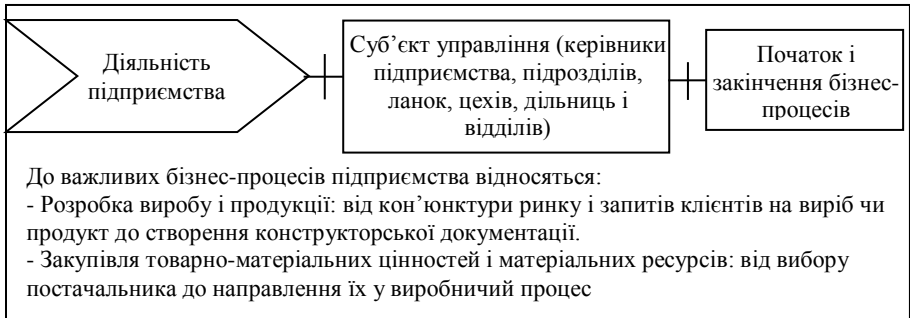 Діяльність
підприємства
Суб’єкт управління (керівники
підприємства, підрозділів,
ланок, цехів, дільниць і
відділів)
Початок і
закінчення бізнес-
процесів
До важливих бізнес-процесів підприємства відносяться:
- Розробка виробу і продукції: від кон’юнктури ринку і запитів клієнтів на виріб чи
продукт до створення конструкторської документації.
- Закупівля товарно-матеріальних цінностей і матеріальних ресурсів: від вибору
постачальника до направлення їх у виробничий процес